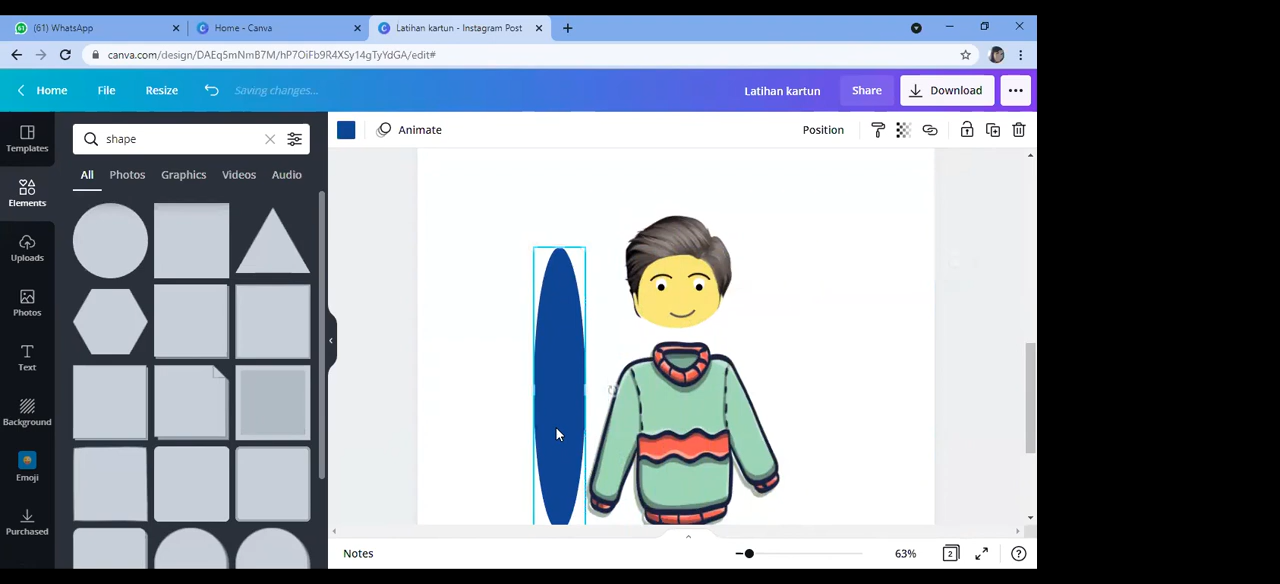 (61) WhatsApp
Home - Canva
Latihan kartun - Instagram Post
canva.com/design/DAEq5mNmB7M/hP7OiFb9R4XSy14gTyYdGA/edit#
Home File Resize Saving changes... Latihan kartun Share Download
Templates
Elements
Uploads
Photos
Text
Background
Emoji
Purchased
shape
All Photos Graphics Videos Audio
Animate Position
Notes 63% 2